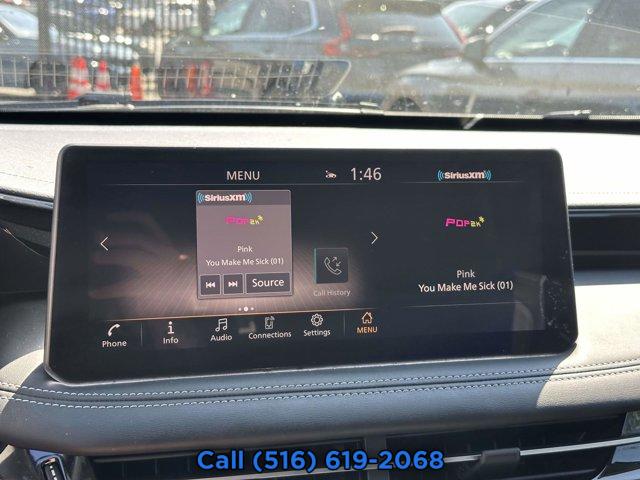 MENU
1:46
SiriusXM
SiriusXM
POP2K
Pink
You Make Me Sick (01)
Source
Call History
POP2K
Pink
You Make Me Sick (01)
Phone
Info
Audio
Connections
Settings
MENU
Call (516) 619-2068